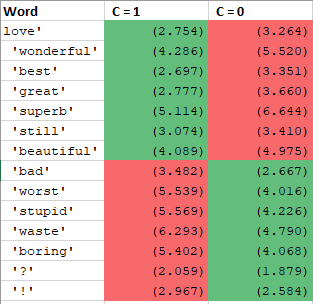 Word C = 1 C = 0
love' (2.754) (3.264)
'wonderful' (4.286) (5.520)
'best' (2.697) (3.351)
'great' (2.777) (3.660)
'superb' (5.114) (6.644)
'still' (3.074) (3.410)
'beautiful' (4.089) (4.975)
'bad' (3.482) (2.667)
'worst' (5.539) (4.016)
'stupid' (5.569) (4.226)
'waste' (6.293) (4.790)
'boring' (5.402) (4.068)
'?' (2.059) (1.879)
'!' (2.967) (2.584)